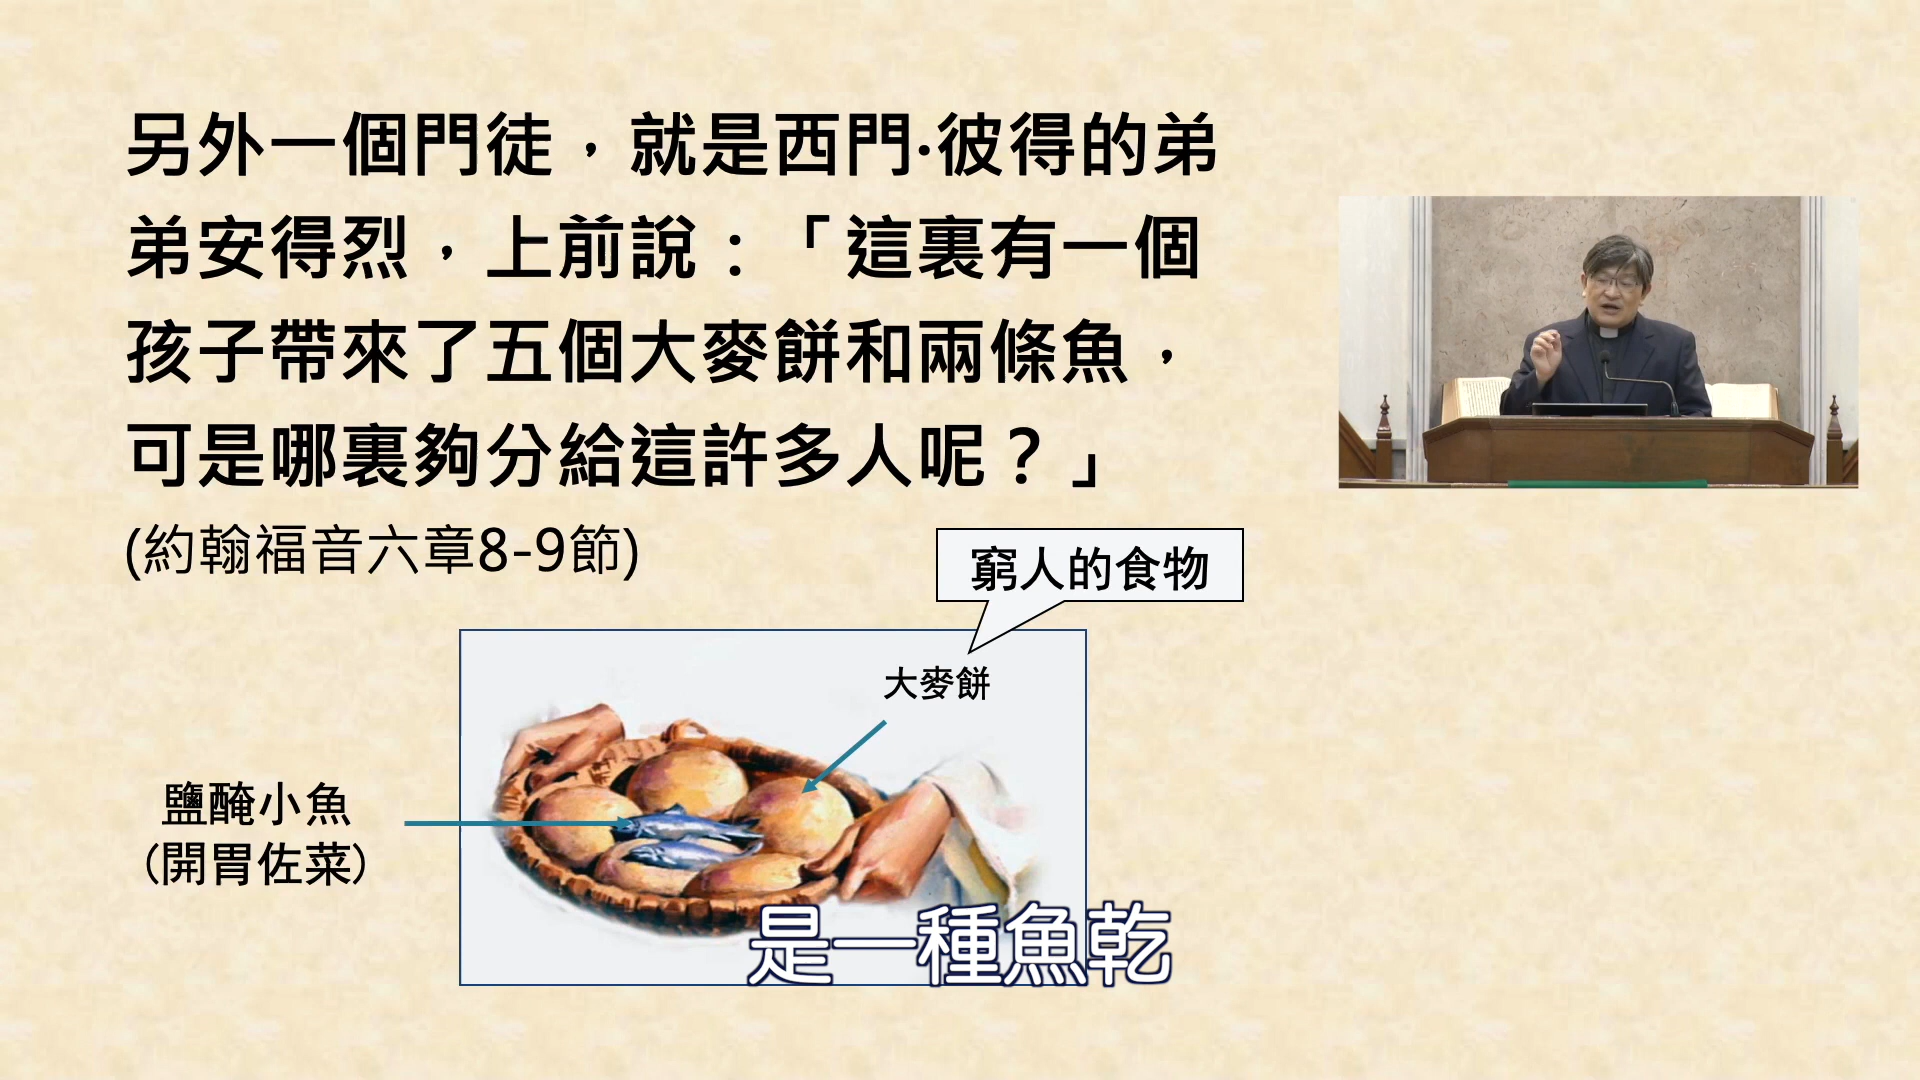 另外一個門徒，就是西門·彼得的弟
弟安得烈，上前說：「這裏有一個
孩子帶來了五個大麥餅和兩條魚，
可是哪裏夠分給這許多人呢？」
(約翰福音六章8-9節)
窮人的食物
大麥餅
鹽醃小魚
(開胃佐菜)
是一種魚乾